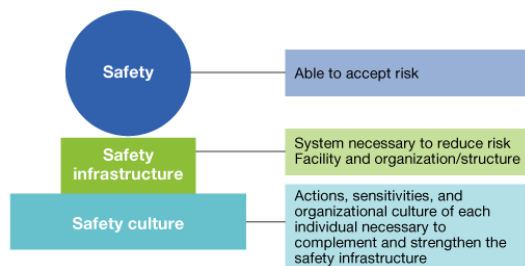 Safety
Able to accept risk
Safety
infrastructure
System necessary to reduce risk
Facility and organization/structure
Safety culture
Actions, sensitivities, and
organizational culture of each
individual necessary to
complement and strengthen the
safety infrastructure